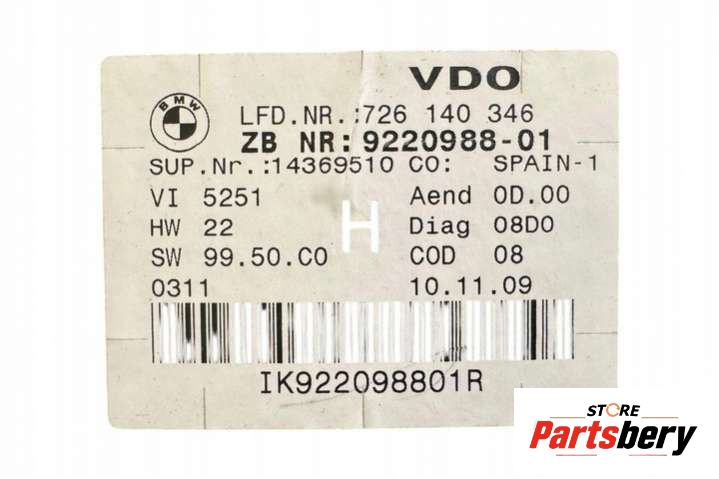 VDO
BMW
LFD.NR.:726 140 346
ZB NR:9220988-01
SUP.Nr.:14369510 CO: SPAIN-1
VI 5251 Aend 0D.00
HW 22 H Diag 08D0
SW 99.50.C0 COD 08
0311 10.11.09
IK922098801R
STORE
Partsbery